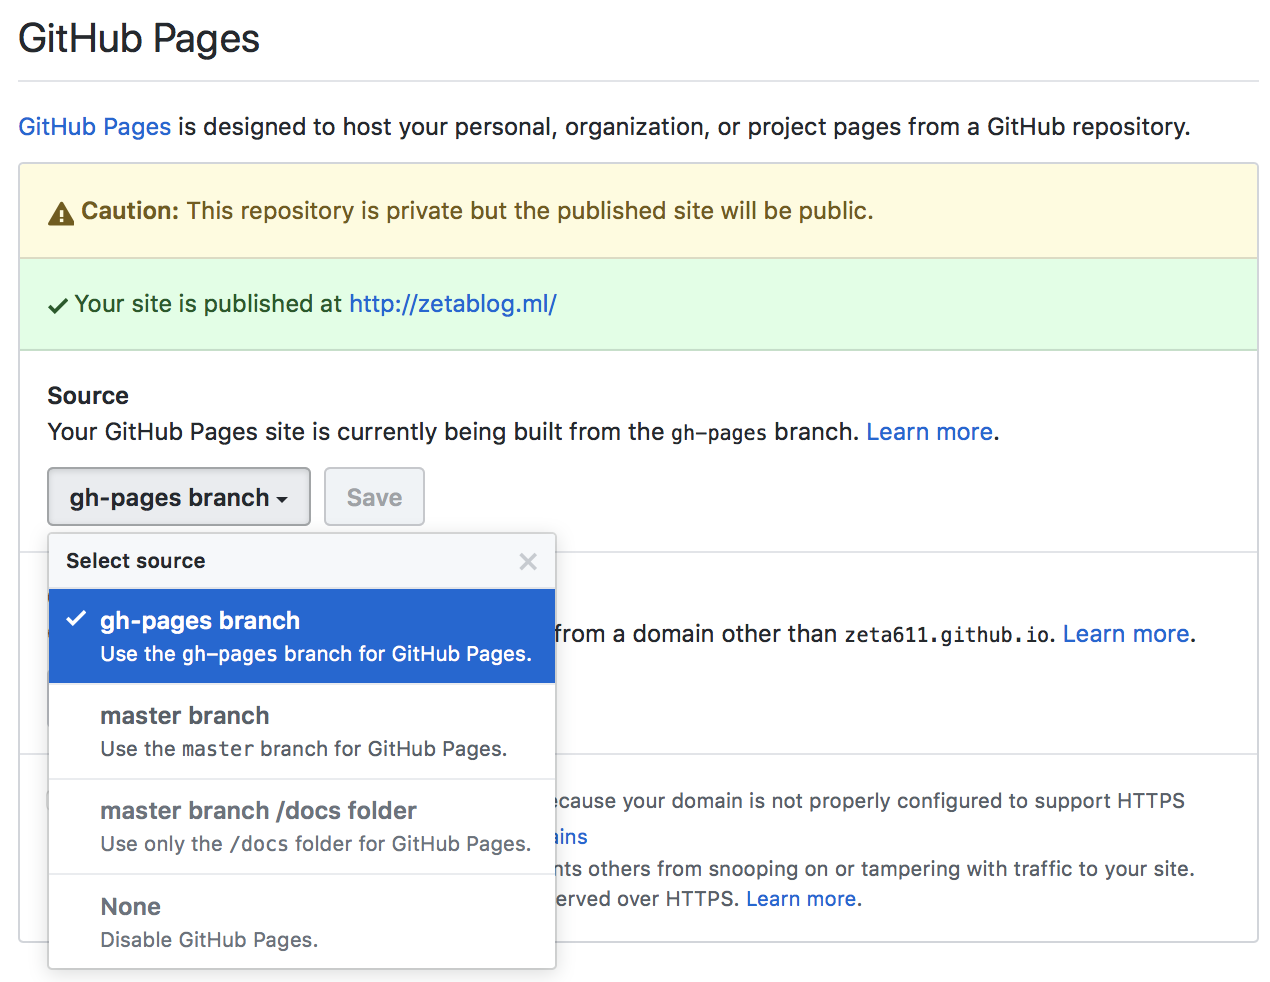 GitHub Pages
GitHub Pages is designed to host your personal, organization, or project pages from a GitHub repository.
Caution: This repository is private but the published site will be public.
Your site is published at http://zetablog.ml/
Source
Your GitHub Pages site is currently being built from the gh-pages branch. Learn more.
gh-pages branch
Save
Select source
gh-pages branch
Use the gh-pages branch for GitHub Pages.
from a domain other than zeta611.github.io. Learn more.
master branch
Use the master branch for GitHub Pages.
master branch /docs folder
Use only the /docs folder for GitHub Pages.
None
Disable GitHub Pages.
your domain is not properly configured to support HTTPS
others from snooping on or tampering with traffic to your site.
over HTTPS. Learn more.